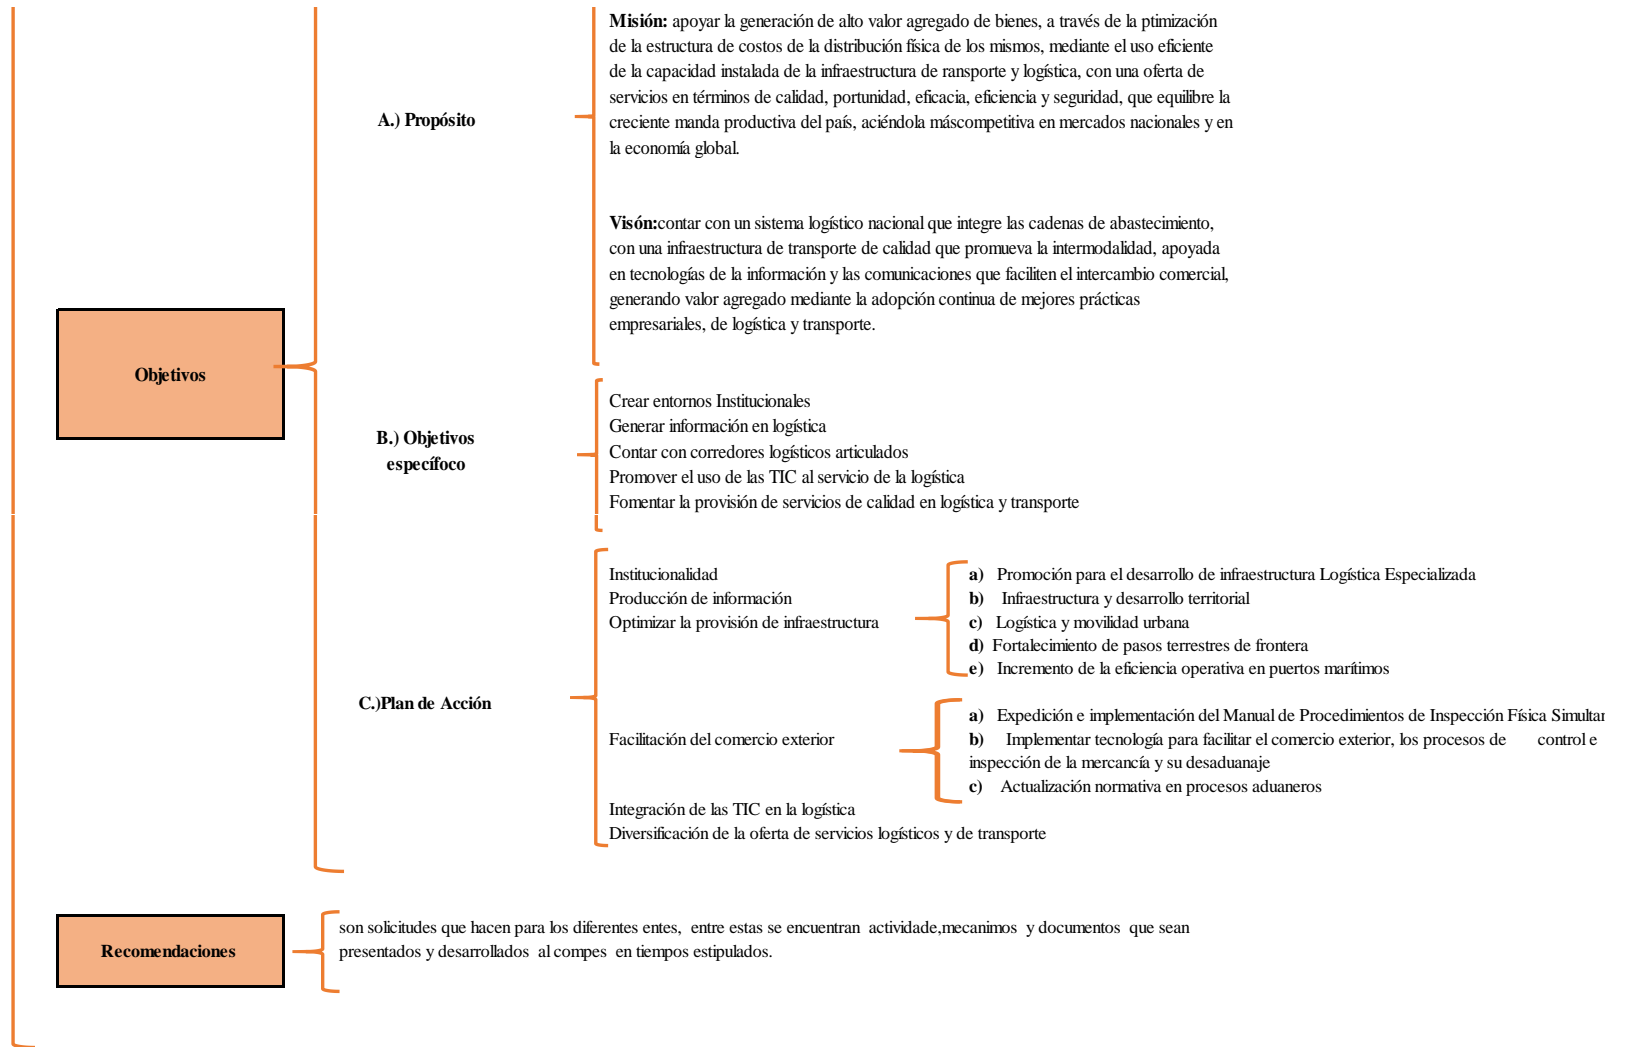 Misión: apoyar la generación de alto valor agregado de bienes, a través de la ptimización
de la estructura de costos de la distribución física de los mismos, mediante el uso eficiente
de la capacidad instalada de la infraestructura de ransporte y logística, con una oferta de
servicios en términos de calidad, portunidad, eficacia, eficiencia y seguridad, que equilibre la
creciente manda productiva del país, aciéndola máscompetitiva en mercados nacionales y en
la economía global.
A.) Propósito
Visón:contar con un sistema logístico nacional que integre las cadenas de abastecimiento,
con una infraestructura de transporte de calidad que promueva la intermodalidad, apoyada
en tecnologías de la información y las comunicaciones que faciliten el intercambio comercial,
generando valor agregado mediante la adopción continua de mejores prácticas
empresariales, de logística y transporte.
Objetivos
B.) Objetivos
específoco
Crear entornos Institucionales
Generar información en logística
Contar con corredores logísticos articulados
Promover el uso de las TIC al servicio de la logística
Fomentar la provisión de servicios de calidad en logística y transporte
C.)Plan de Acción
Institucionalidad
Producción de información
Optimizar la provisión de infraestructura
a) Promoción para el desarrollo de infraestructura Logística Especializada
b) Infraestructura y desarrollo territorial
c) Logística y movilidad urbana
d) Fortalecimiento de pasos terrestres de frontera
e) Incremento de la eficiencia operativa en puertos marítimos
Facilitación del comercio exterior
a) Expedición e implementación del Manual de Procedimientos de Inspección Física Simultan
b) Implementar tecnología para facilitar el comercio exterior, los procesos de control e
inspección de la mercancía y su desaduanaje
c) Actualización normativa en procesos aduaneros
Integración de las TIC en la logística
Diversificación de la oferta de servicios logísticos y de transporte
Recomendaciones
son solicitudes que hacen para los diferentes entes, entre estas se encuentran actividade,mecanimos y documentos que sean
presentados y desarrollados al compes en tiempos estipulados.